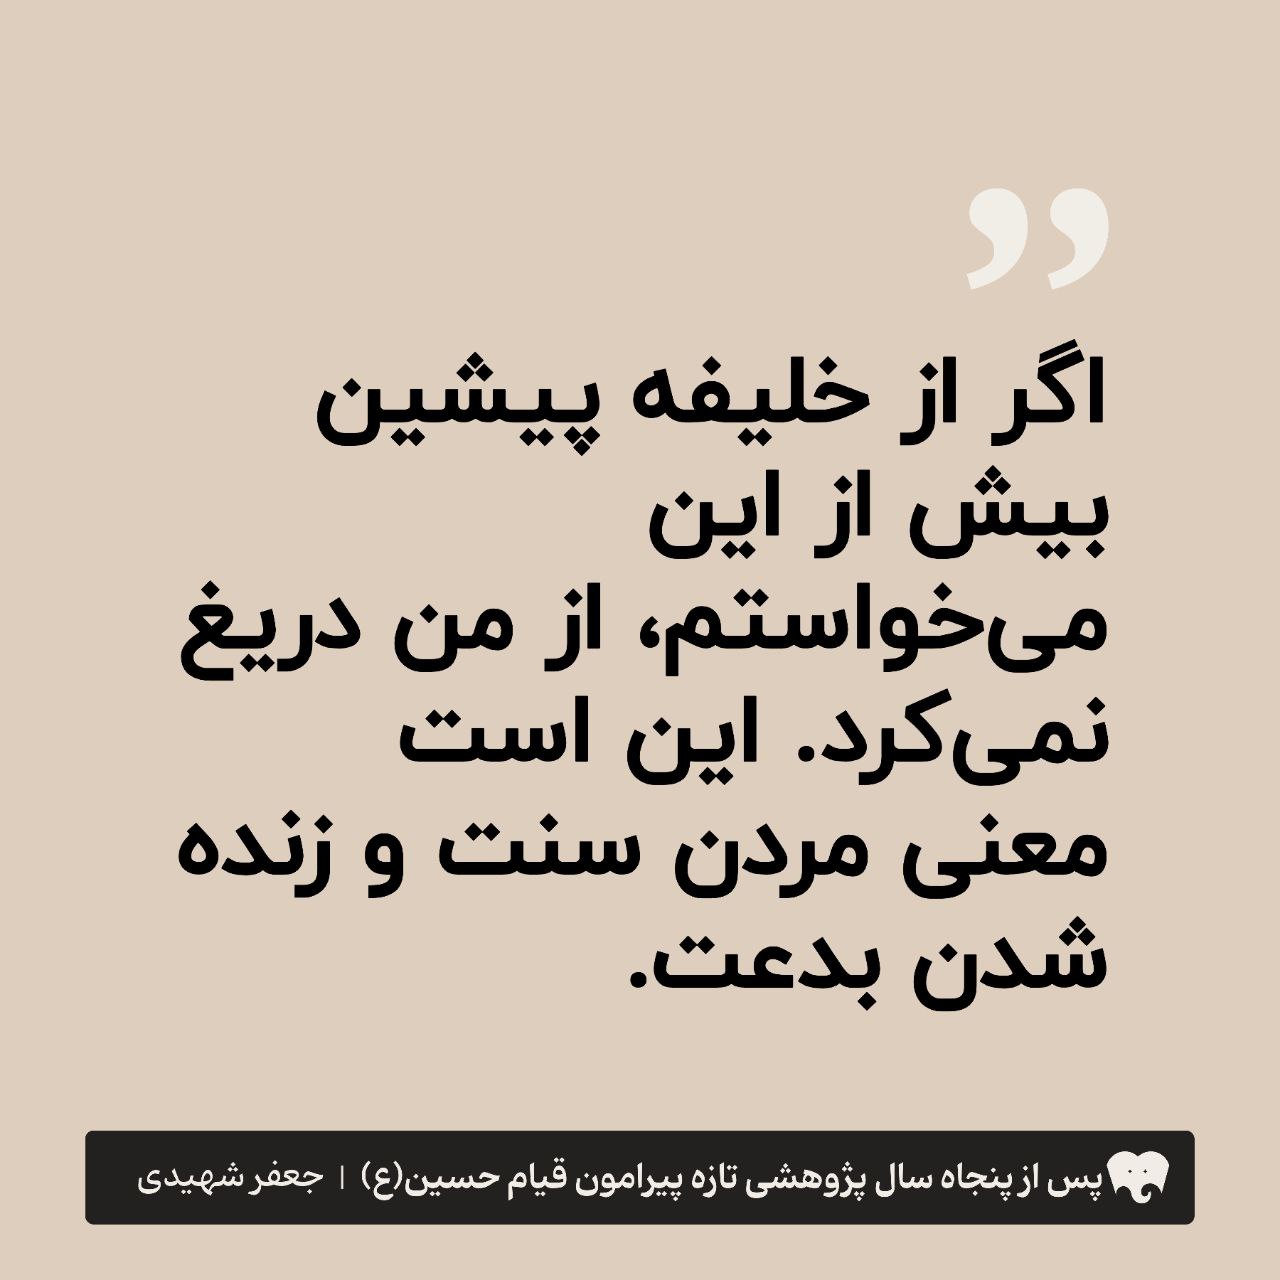 ”
اگر از خلیفه پیشین
بیش از این
می‌خواستم، از من دریغ
نمی‌کرد. این است
معنی مردن سنت و زنده
شدن بدعت.
پس از پنجاه سال پژوهشی تازه پیرامون قیام حسین(ع) | جعفر شهیدی